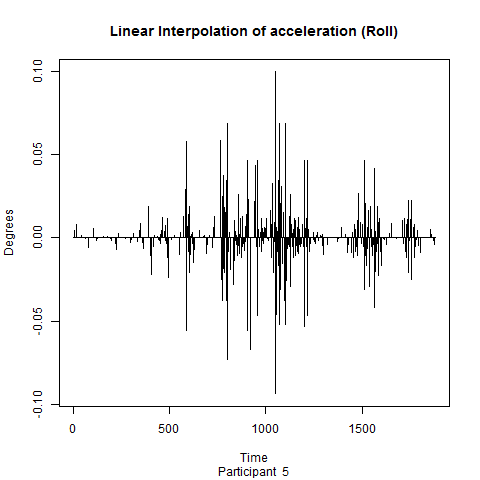 Linear Interpolation of acceleration (Roll)
Degrees
0.10
0.05
0.00
-0.05
-0.10
0 500 1000 1500
Time
Participant 5